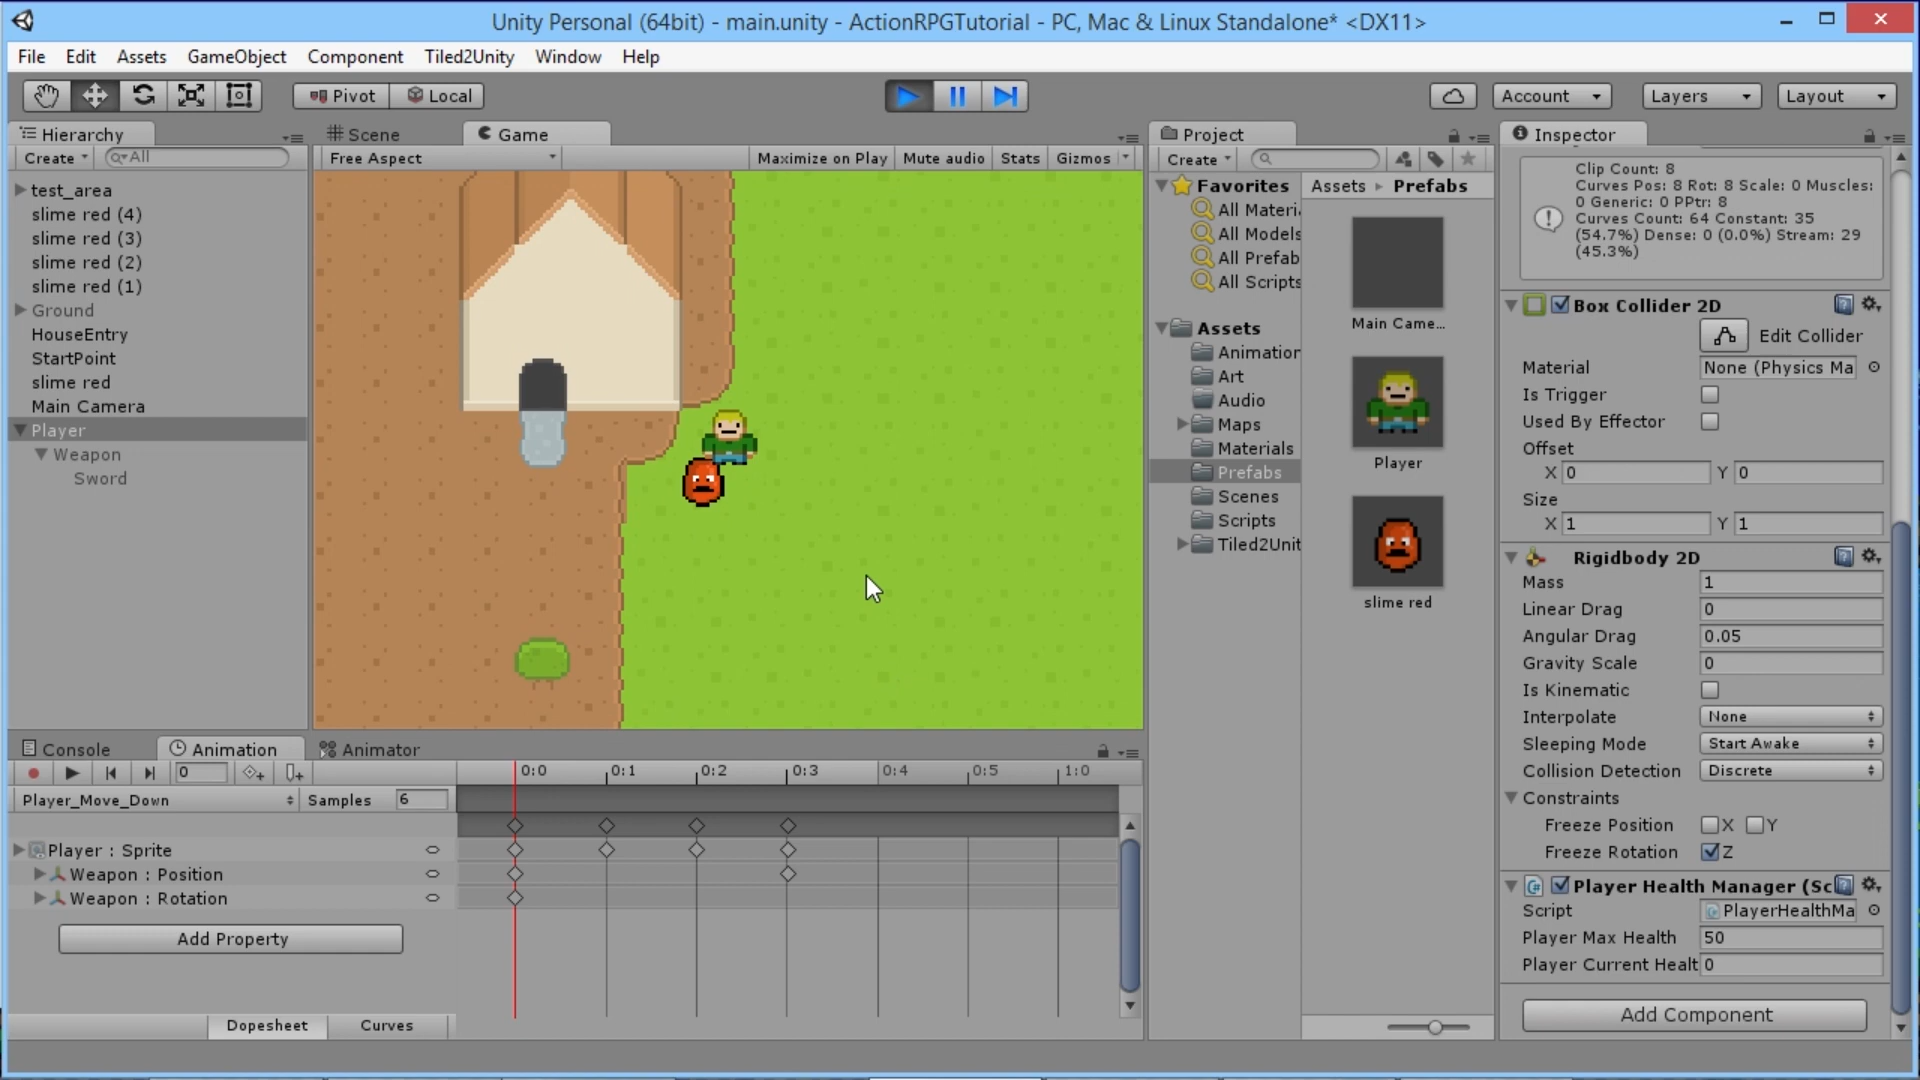 Unity Personal (64bit) - main.unity - ActionRPGTutorial - PC, Mac & Linux Standalone* <DX11>
File Edit Assets GameObject Component Tiled2Unity Window Help
Pivot Local Account Layers Layout
Hierarchy
Create All
test_area
slime red (4)
slime red (3)
slime red (2)
slime red (1)
Ground
HouseEntry
StartPoint
slime red
Main Camera
Player
Weapon
Sword
Scene Game
Free Aspect Maximize on Play Mute audio Stats Gizmos
Project
Create
Favorites
All Materi
All Models
All Prefab
All Scripts
Assets
Animation
Art
Audio
Maps
Materials
Prefabs
Scenes
Scripts
Tiled2Unit
Assets Prefabs
Main Came...
Player
slime red
Inspector
Clip Count: 8
Curves Pos: 8 Rot: 8 Scale: 0 Muscles:
0 Generic: 0 PPtr: 8
Curves Count: 64 Constant: 35
(54.7%) Dense: 0 (0.0%) Stream: 29
(45.3%)
Box Collider 2D
Edit Collider
Material None (Physics Ma
Is Trigger
Used By Effector
Offset
X 0 Y 0
Size
X 1 Y 1
Rigidbody 2D
Mass 1
Linear Drag 0
Angular Drag 0.05
Gravity Scale 0
Is Kinematic
Interpolate None
Sleeping Mode Start Awake
Collision Detection Discrete
Constraints
Freeze Position X Y
Freeze Rotation Z
Player Health Manager (Sc
Script PlayerHealthMa
Player Max Health 50
Player Current Healt 0
Add Component
Console Animation Animator
0 0:0 0:1 0:2 0:3 0:4 0:5 1:0
Player_Move_Down Samples 6
Player : Sprite
Weapon : Position
Weapon : Rotation
Add Property
Dopesheet Curves